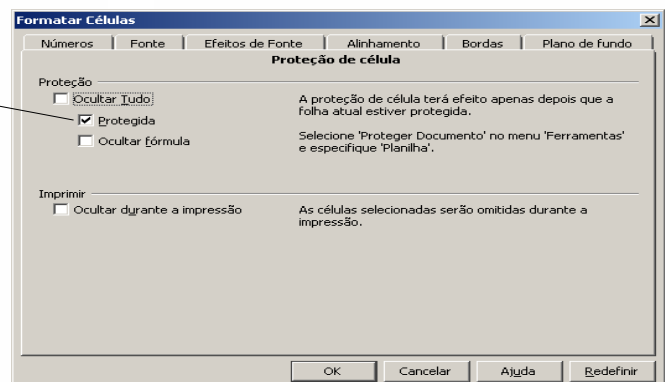 Formatar Células
Números Fonte Efeitos de Fonte Alinhamento Bordas Plano de fundo
Proteção de célula
Proteção
Ocultar Tudo
Protegida
Ocultar fórmula
A proteção de célula terá efeito apenas depois que a
folha atual estiver protegida.
Selecione 'Proteger Documento' no menu 'Ferramentas'
e especifique 'Planilha'.
Imprimir
Ocultar durante a impressão
As células selecionadas serão omitidas durante a
impressão.
OK Cancelar Ajuda Redefinir